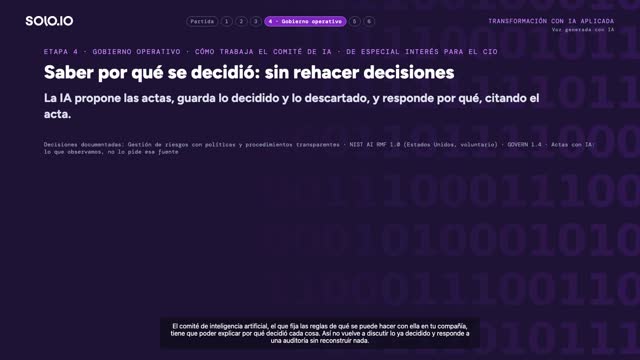 SOLO.IO
Partida 1 2 3 4 · Gobierno operativo 5 6
TRANSFORMACIÓN CON IA APLICADA
Voz generada con IA
ETAPA 4 · GOBIERNO OPERATIVO · CÓMO TRABAJA EL COMITÉ DE IA · DE ESPECIAL INTERÉS PARA EL CIO
Saber por qué se decidió: sin rehacer decisiones
La IA propone las actas, guarda lo decidido y lo descartado, y responde por qué, citando el
acta.
Decisiones documentadas: Gestión de riesgos con políticas y procedimientos transparentes · NIST AI RMF 1.0 (Estados Unidos, voluntario) · GOVERN 1.4 · Actas con IA:
lo que observamos, no lo pide esa fuente
El comité de inteligencia artificial, el que fija las reglas de qué se puede hacer con ella en tu compañía,
tiene que poder explicar por qué decidió cada cosa. Así no vuelve a discutir lo ya decidido y responde a
una auditoría sin reconstruir nada.